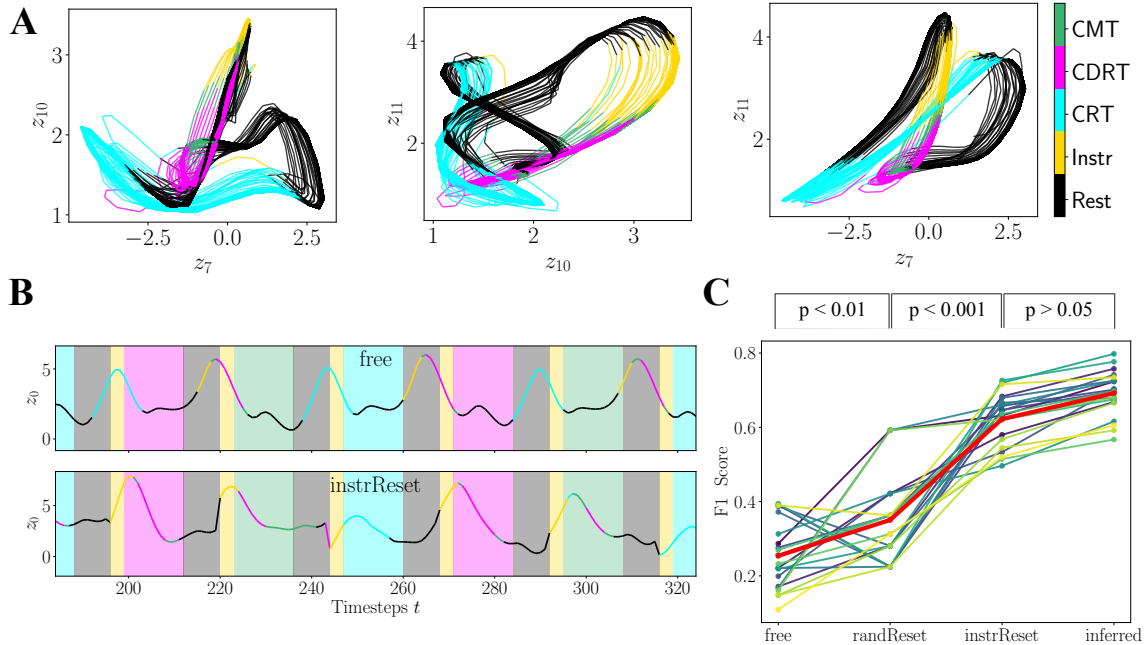 A
3
2
1
z10
−2.5
0.0
2.5
z7
4
2
z11
1
2
3
z10
4
2
z11
−2.5
0.0
2.5
z7
CMT
CDRT
CRT
Instr
Rest
B
free
5
0
z0
instrReset
5
0
z0
200
220
240
260
280
300
320
Timesteps t
C
p < 0.01
p < 0.001
p > 0.05
0.8
0.6
0.4
0.2
F1 Score
free
randReset
instrReset
inferred